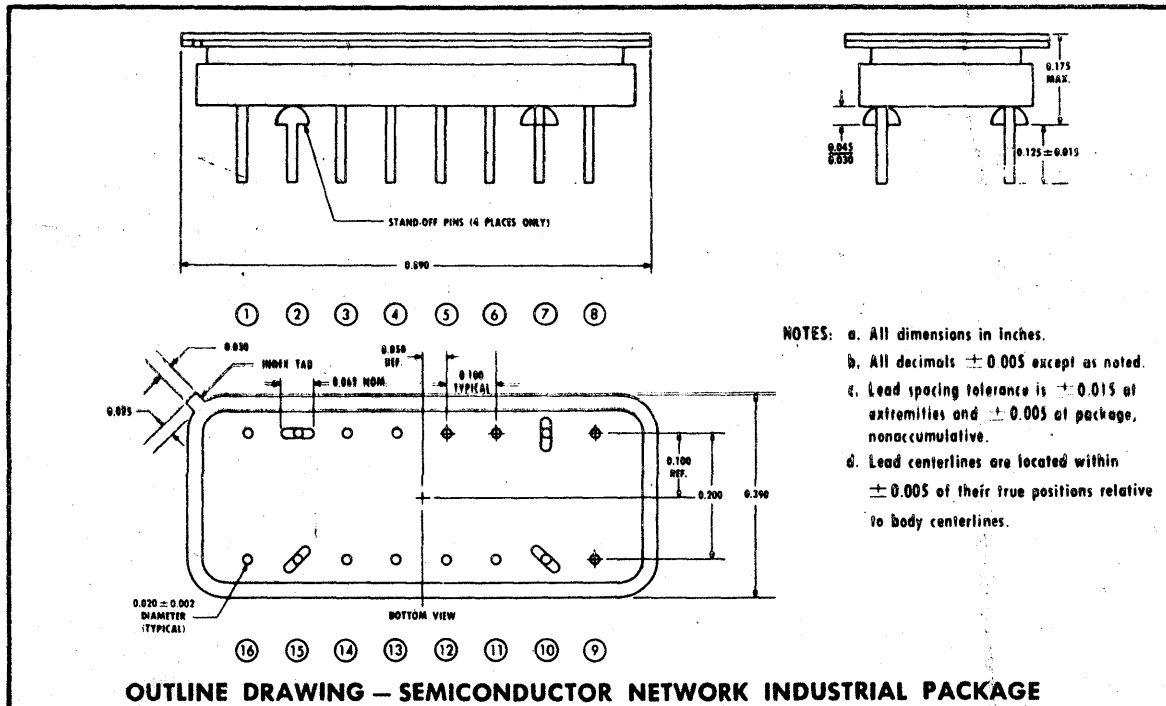 0.175
MAX.
0.045
0.030
0.125 ± 0.015
STAND-OFF PINS (4 PLACES ONLY)
0.890
1 2 3 4 5 6 7 8
0.030
INDEX TAB
0.062 NOM.
0.050
REF.
0.100
TYPICAL
0.025
0.100
REF.
0.200
0.390
0.020 ± 0.002
DIAMETER
(TYPICAL)
BOTTOM VIEW
16 15 14 13 12 11 10 9
NOTES: a. All dimensions in inches.
b. All decimals ± 0.005 except as noted.
c. Lead spacing tolerance is ± 0.015 at
extremities and ± 0.005 at package,
nonaccumulative.
d. Lead centerlines are located within
± 0.005 of their true positions relative
to body centerlines.
OUTLINE DRAWING – SEMICONDUCTOR NETWORK INDUSTRIAL PACKAGE